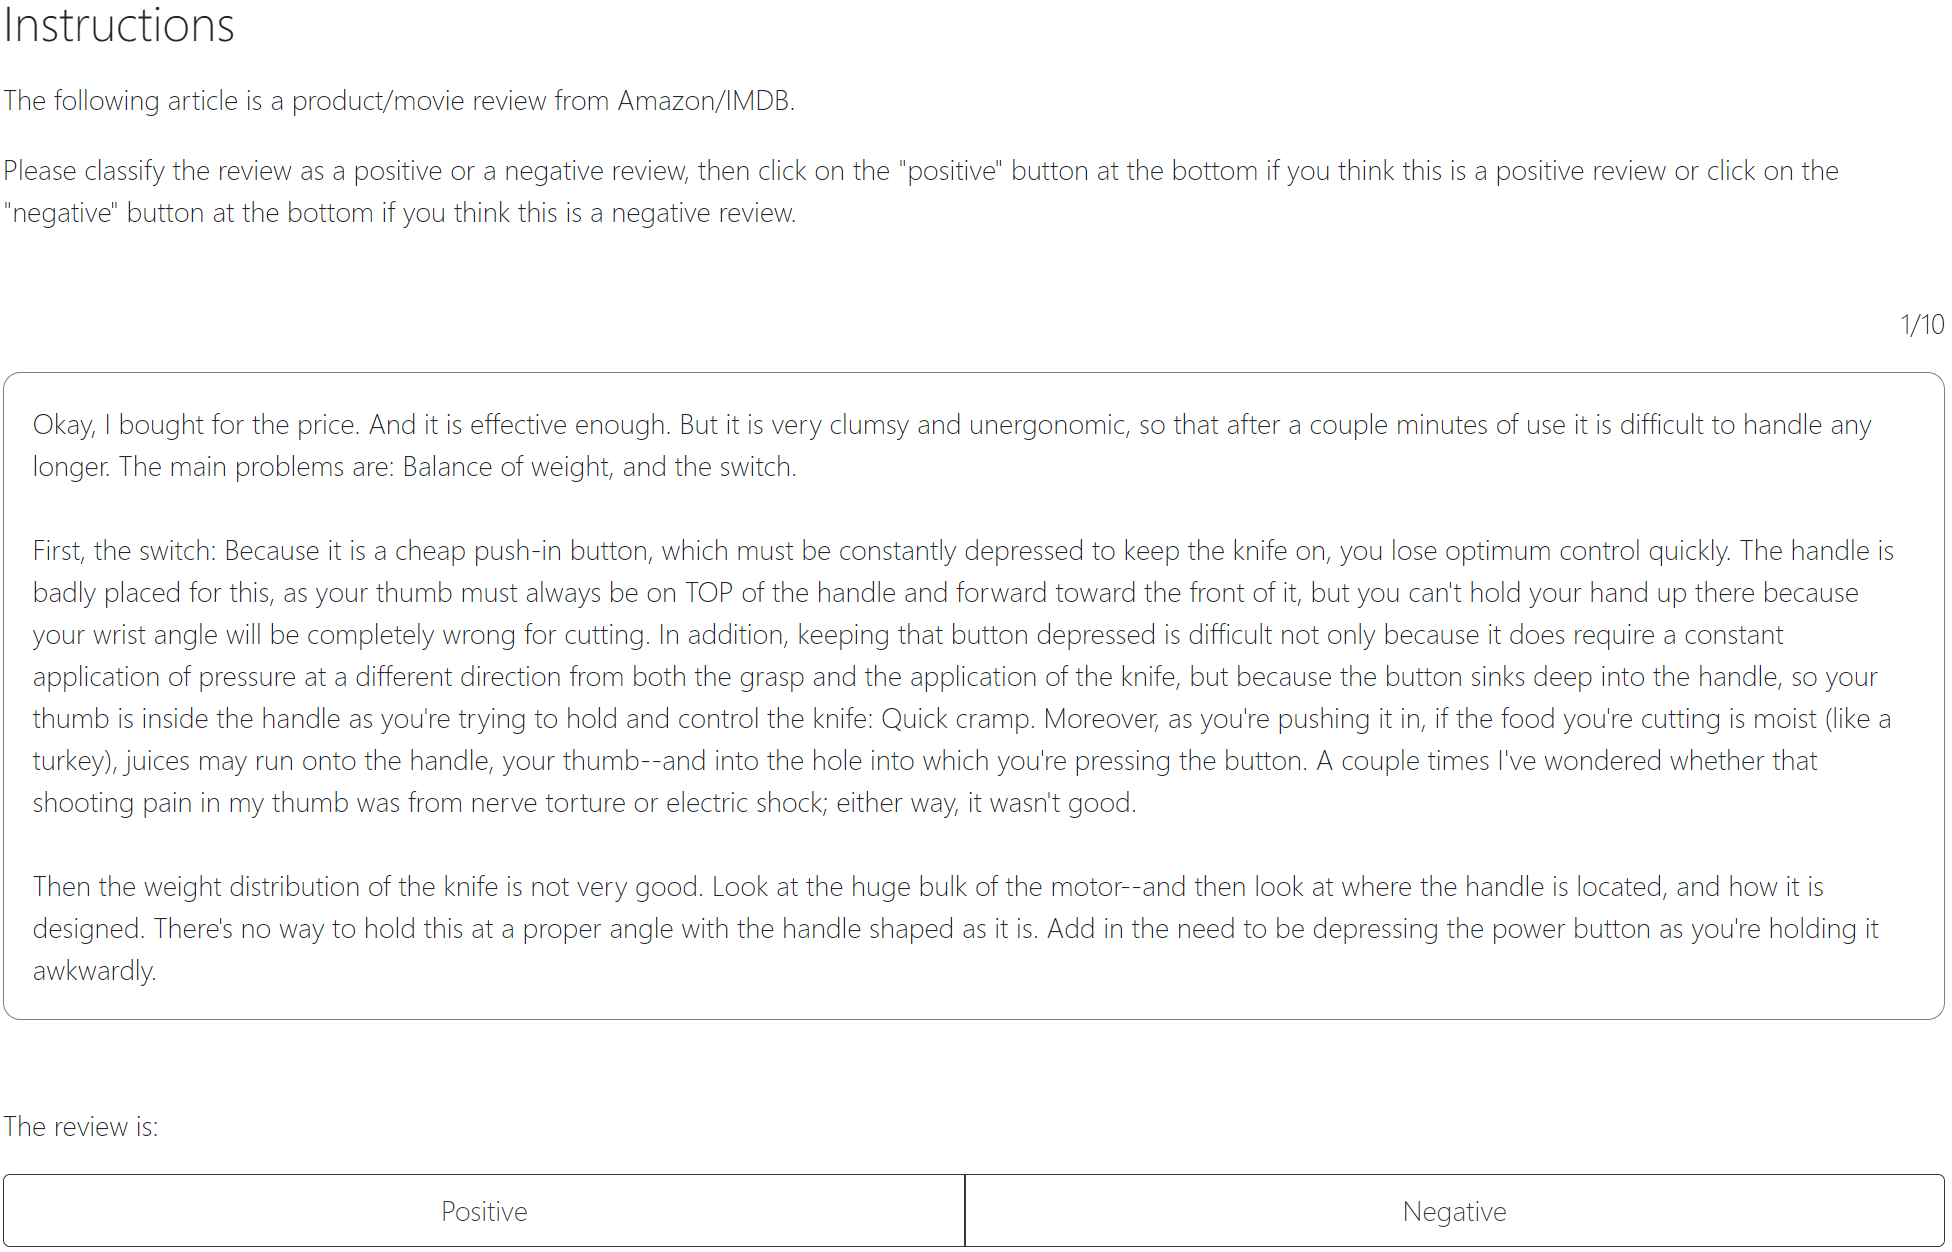 Instructions
The following article is a product/movie review from Amazon/IMDB.
Please classify the review as a positive or a negative review, then click on the "positive" button at the bottom if you think this is a positive review or click on the
"negative" button at the bottom if you think this is a negative review.
1/10
Okay, I bought for the price. And it is effective enough. But it is very clumsy and unergonomic, so that after a couple minutes of use it is difficult to handle any
longer. The main problems are: Balance of weight, and the switch.
First, the switch: Because it is a cheap push-in button, which must be constantly depressed to keep the knife on, you lose optimum control quickly. The handle is
badly placed for this, as your thumb must always be on TOP of the handle and forward toward the front of it, but you can't hold your hand up there because
your wrist angle will be completely wrong for cutting. In addition, keeping that button depressed is difficult not only because it does require a constant
application of pressure at a different direction from both the grasp and the application of the knife, but because the button sinks deep into the handle, so your
thumb is inside the handle as you're trying to hold and control the knife: Quick cramp. Moreover, as you're pushing it in, if the food you're cutting is moist (like a
turkey), juices may run onto the handle, your thumb--and into the hole into which you're pressing the button. A couple times I've wondered whether that
shooting pain in my thumb was from nerve torture or electric shock; either way, it wasn't good.
Then the weight distribution of the knife is not very good. Look at the huge bulk of the motor--and then look at where the handle is located, and how it is
designed. There's no way to hold this at a proper angle with the handle shaped as it is. Add in the need to be depressing the power button as you're holding it
awkwardly.
The review is:
Positive
Negative